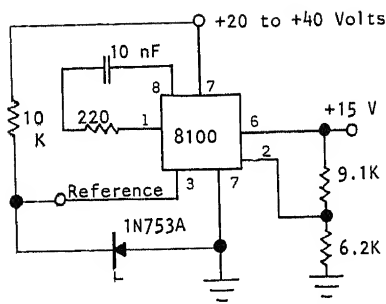 +20 to +40 Volts
10 nF
8
7
10
K
220
1
8100
6
+15 V
2
9.1K
Reference
3
7
1N753A
6.2K